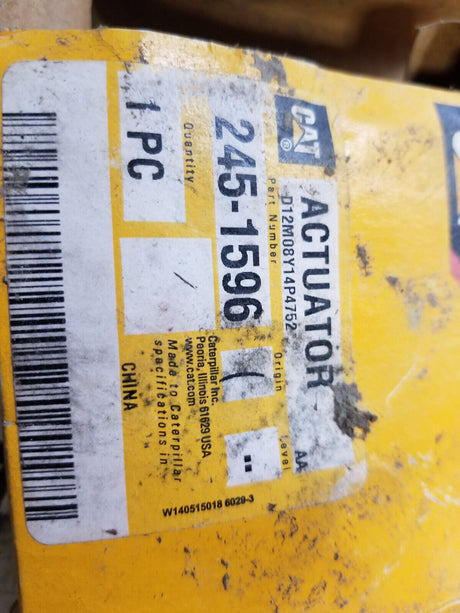 CAT®
ACTUATOR
D12M08Y14P4752
AA
Part Number
Origin
Level
245-1596
(
--
Quantity
1 PC
/
Caterpillar Inc.
Peoria, Illinois 61629 USA
www.cat.com
Made to Caterpillar
specifications in
CHINA
W140515018 6029-3